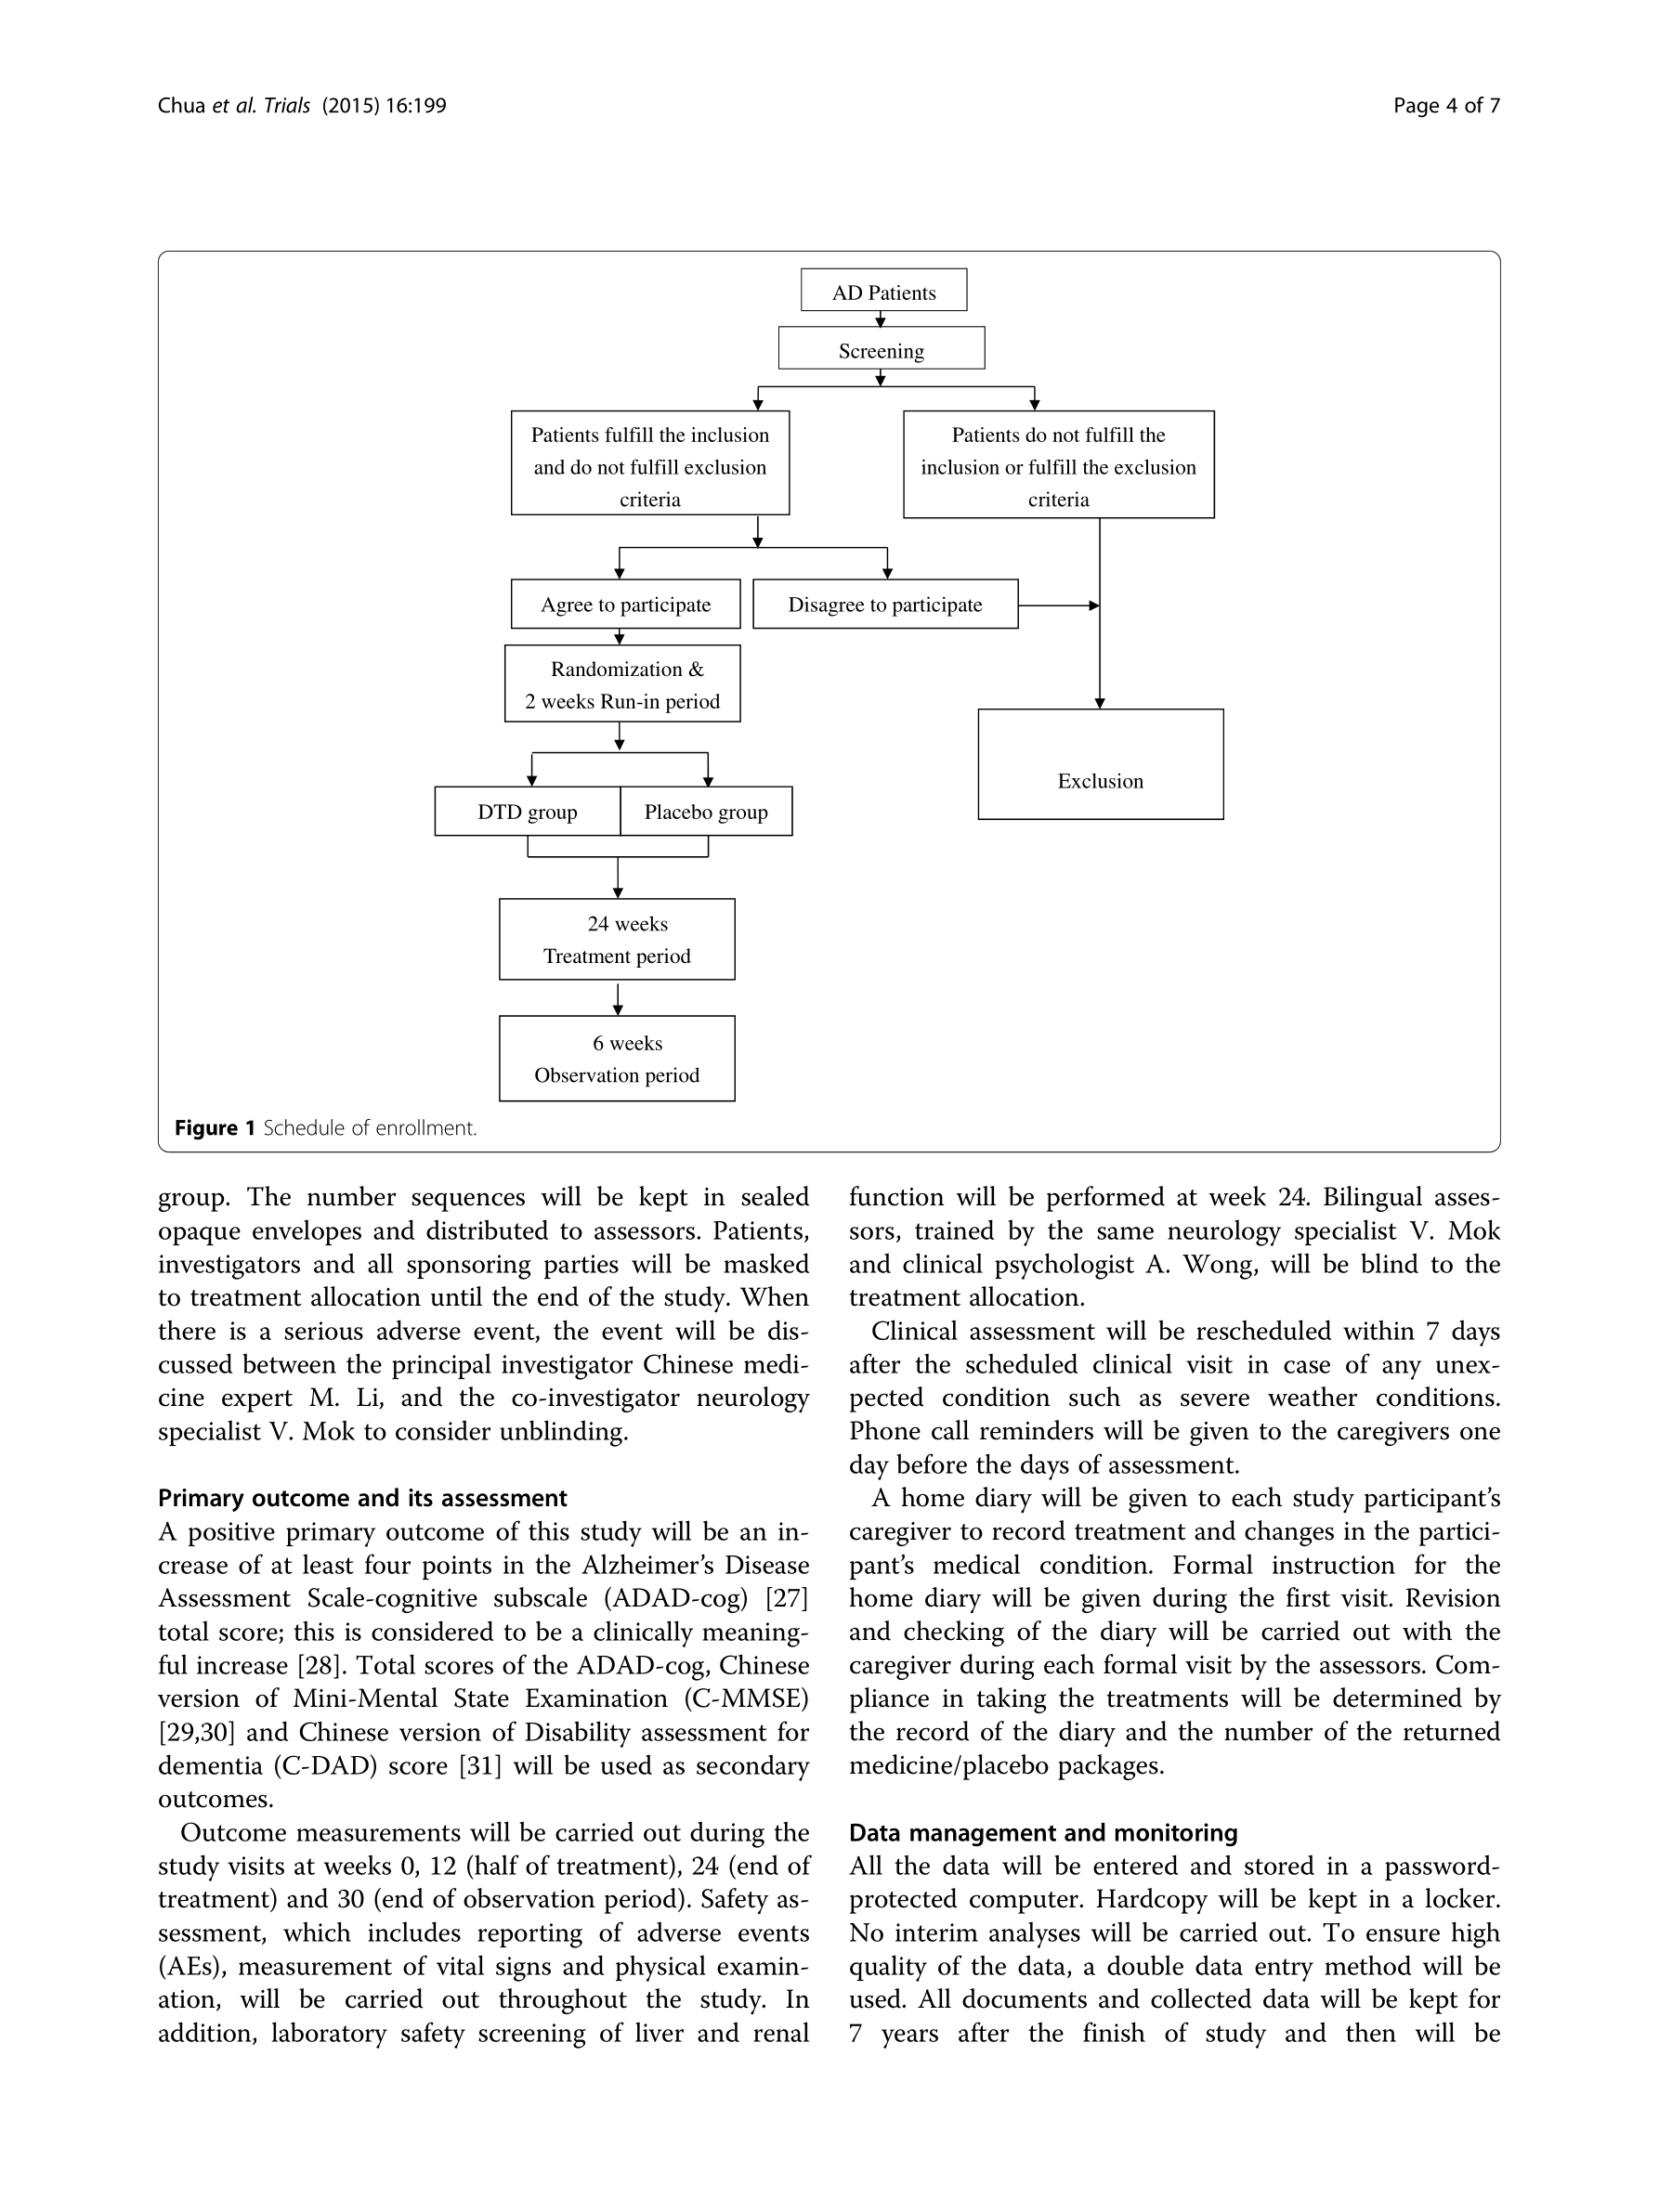 Chua et al. Trials (2015) 16:199
Page 4 of 7
AD Patients
Screening
Patients fulfill the inclusion
and do not fulfill exclusion
criteria
Patients do not fulfill the
inclusion or fulfill the exclusion
criteria
Agree to participate
Disagree to participate
Randomization &
2 weeks Run-in period
Exclusion
DTD group
Placebo group
24 weeks
Treatment period
6 weeks
Observation period
Figure 1 Schedule of enrollment.
group. The number sequences will be kept in sealed
opaque envelopes and distributed to assessors. Patients,
investigators and all sponsoring parties will be masked
to treatment allocation until the end of the study. When
there is a serious adverse event, the event will be dis-
cussed between the principal investigator Chinese medi-
cine expert M. Li, and the co-investigator neurology
specialist V. Mok to consider unblinding.
Primary outcome and its assessment
A positive primary outcome of this study will be an in-
crease of at least four points in the Alzheimer’s Disease
Assessment Scale-cognitive subscale (ADAD-cog) [27]
total score; this is considered to be a clinically meaning-
ful increase [28]. Total scores of the ADAD-cog, Chinese
version of Mini-Mental State Examination (C-MMSE)
[29,30] and Chinese version of Disability assessment for
dementia (C-DAD) score [31] will be used as secondary
outcomes.
Outcome measurements will be carried out during the
study visits at weeks 0, 12 (half of treatment), 24 (end of
treatment) and 30 (end of observation period). Safety as-
sessment, which includes reporting of adverse events
(AEs), measurement of vital signs and physical examin-
ation, will be carried out throughout the study. In
addition, laboratory safety screening of liver and renal
function will be performed at week 24. Bilingual asses-
sors, trained by the same neurology specialist V. Mok
and clinical psychologist A. Wong, will be blind to the
treatment allocation.
Clinical assessment will be rescheduled within 7 days
after the scheduled clinical visit in case of any unex-
pected condition such as severe weather conditions.
Phone call reminders will be given to the caregivers one
day before the days of assessment.
A home diary will be given to each study participant’s
caregiver to record treatment and changes in the partici-
pant’s medical condition. Formal instruction for the
home diary will be given during the first visit. Revision
and checking of the diary will be carried out with the
caregiver during each formal visit by the assessors. Com-
pliance in taking the treatments will be determined by
the record of the diary and the number of the returned
medicine/placebo packages.
Data management and monitoring
All the data will be entered and stored in a password-
protected computer. Hardcopy will be kept in a locker.
No interim analyses will be carried out. To ensure high
quality of the data, a double data entry method will be
used. All documents and collected data will be kept for
7 years after the finish of study and then will be